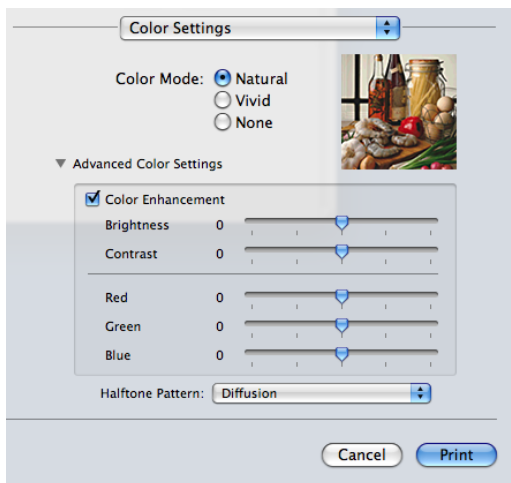 Color Settings
Color Mode: Natural
Vivid
None
Advanced Color Settings
Color Enhancement
Brightness 0
Contrast 0
Red 0
Green 0
Blue 0
Halftone Pattern: Diffusion
Cancel Print